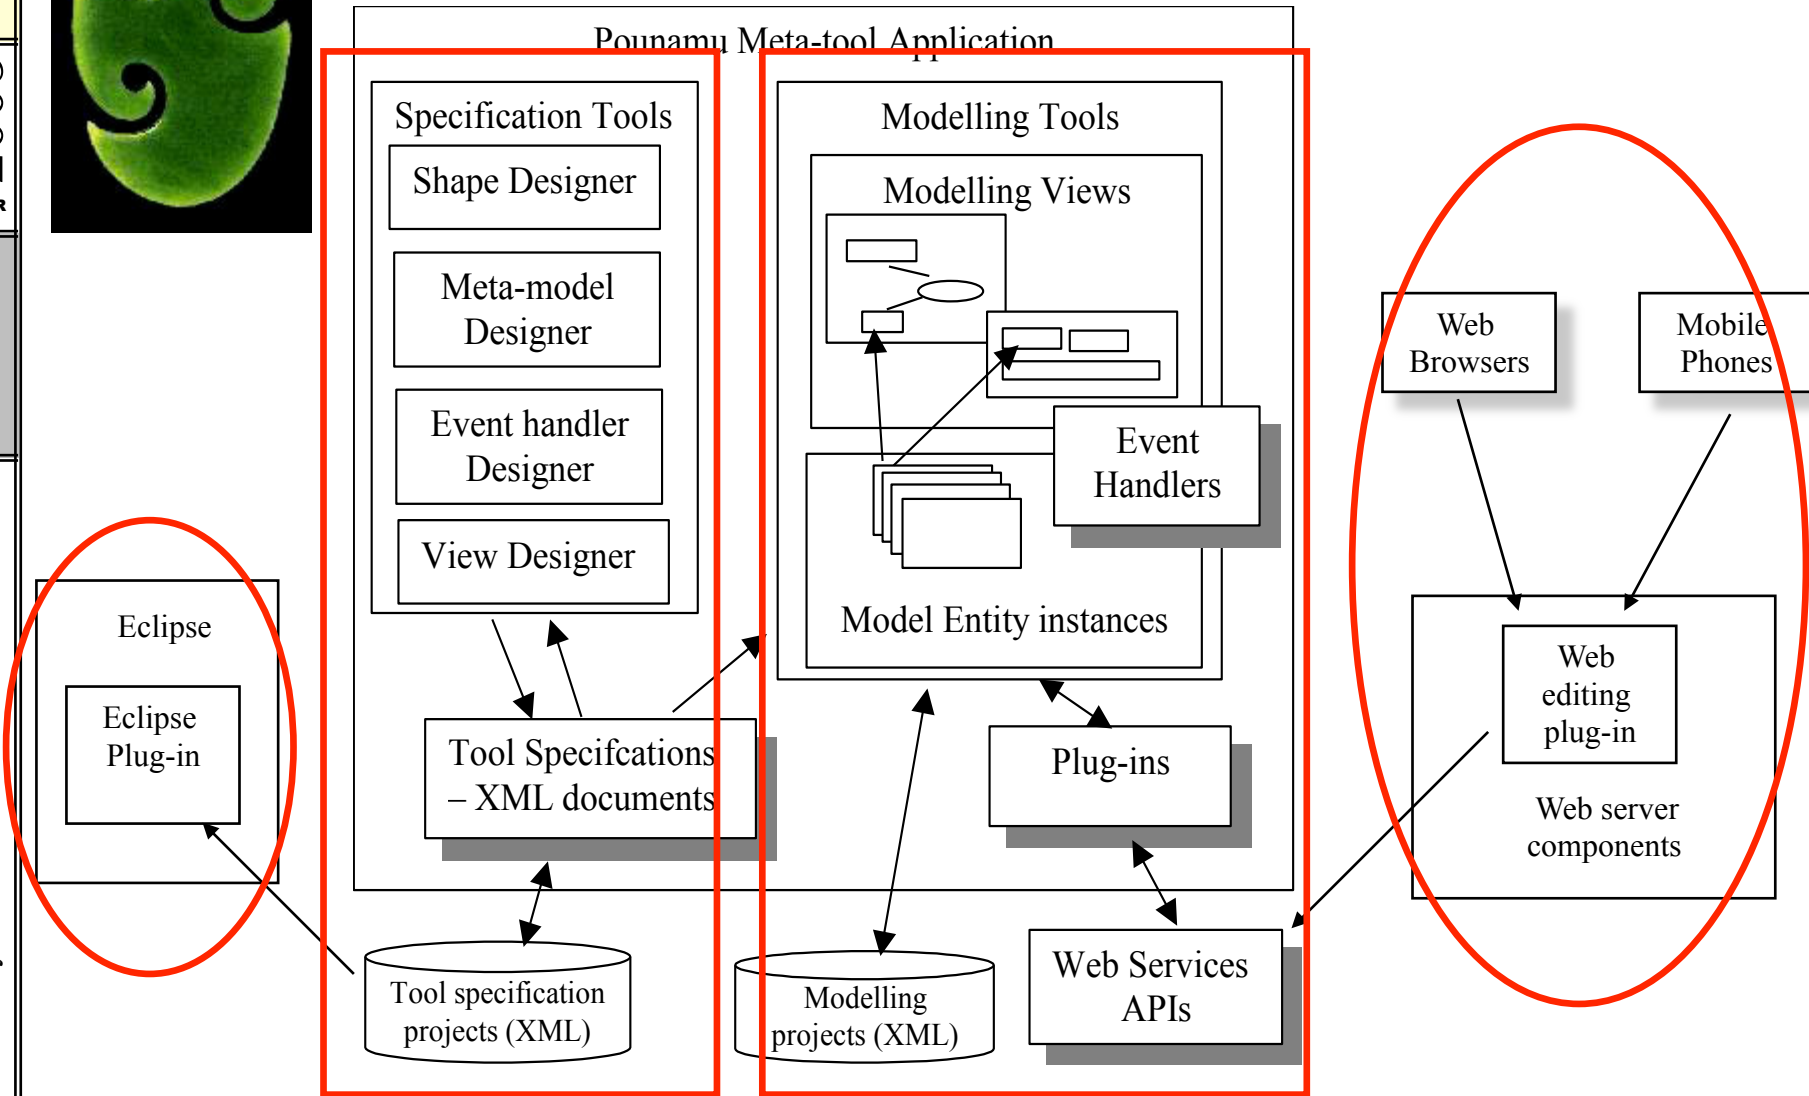 Pounamu Meta-tool Application
Specification Tools
Shape Designer
Meta-model
Designer
Event handler
Designer
View Designer
Tool Specifcations
– XML documents
Tool specification
projects (XML)
Modelling Tools
Modelling Views
Event
Handlers
Model Entity instances
Plug-ins
Modelling
projects (XML)
Web Services
APIs
Eclipse
Eclipse
Plug-in
Web
Browsers
Mobile
Phones
Web
editing
plug-in
Web server
components